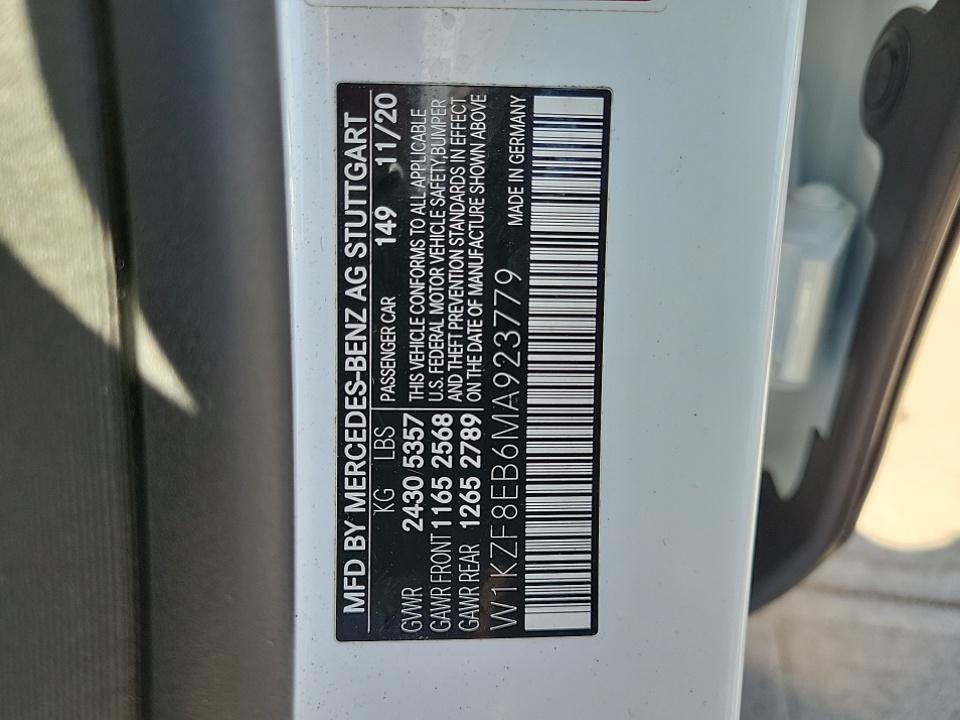 MFD BY MERCEDES-BENZ AG STUTTGART
KG LBS PASSENGER CAR 149 11/20
GVWR 2430/5357 THIS VEHICLE CONFORMS TO ALL APPLICABLE
GAWR FRONT 1165 2568 U.S. FEDERAL MOTOR VEHICLE SAFETY,BUMPER
GAWR REAR 1265 2789 AND THEFT PREVENTION STANDARDS IN EFFECT
ON THE DATE OF MANUFACTURE SHOWN ABOVE
W1KZF8EB6MA923779 MADE IN GERMANY